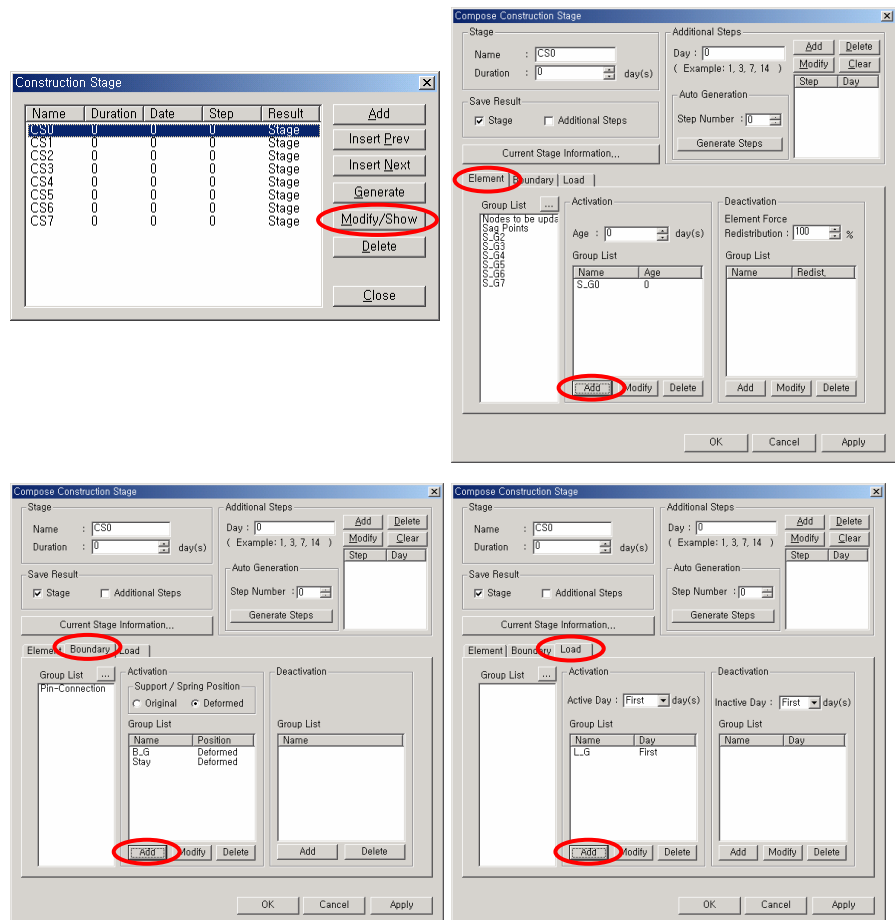 Construction Stage
Name Duration Date Step Result
CS0 0 0 0 Stage
CS1 0 0 0 Stage
CS2 0 0 0 Stage
CS3 0 0 0 Stage
CS4 0 0 0 Stage
CS5 0 0 0 Stage
CS6 0 0 0 Stage
CS7 0 0 0 Stage
Add
Insert Prev
Insert Next
Generate
Modify/Show
Delete
Close
Compose Construction Stage
Stage
Name : CS0
Duration : 0 day(s)
Save Result
Stage Additional Steps
Current Stage Information...
Additional Steps
Day : 0
( Example: 1, 3, 7, 14 )
Add Delete
Modify Clear
Step Day
Auto Generation
Step Number : 0
Generate Steps
Element Boundary Load
Group List ...
Nodes to be upda
Sag Points
S_G2
S_G3
S_G4
S_G5
S_G6
S_G7
Activation
Age : 0 day(s)
Group List
Name Age
S_G0 0
Add Modify Delete
Deactivation
Element Force
Redistribution : 100 %
Group List
Name Redist.
Add Modify Delete
OK Cancel Apply
Compose Construction Stage
Stage
Name : CS0
Duration : 0 day(s)
Save Result
Stage Additional Steps
Current Stage Information...
Additional Steps
Day : 0
( Example: 1, 3, 7, 14 )
Add Delete
Modify Clear
Step Day
Auto Generation
Step Number : 0
Generate Steps
Element Boundary Load
Group List ...
Pin-Connection
Activation
Support / Spring Position
Original Deformed
Group List
Name Position
B_G Deformed
Stay Deformed
Add Modify Delete
Deactivation
Group List
Name
Add Delete
OK Cancel Apply
Compose Construction Stage
Stage
Name : CS0
Duration : 0 day(s)
Save Result
Stage Additional Steps
Current Stage Information...
Additional Steps
Day : 0
( Example: 1, 3, 7, 14 )
Add Delete
Modify Clear
Step Day
Auto Generation
Step Number : 0
Generate Steps
Element Boundary Load
Group List ...
Activation
Active Day : First day(s)
Group List
Name Day
L_G First
Add Modify Delete
Deactivation
Inactive Day : First day(s)
Group List
Name Day
Add Modify Delete
OK Cancel Apply